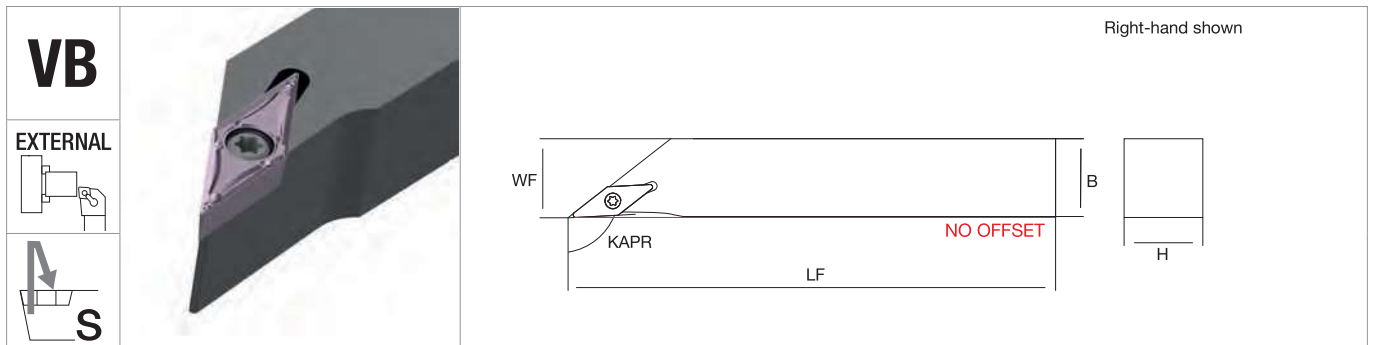 VB
EXTERNAL
S
Right-hand shown
WF
B
KAPR
NO OFFSET
LF
H